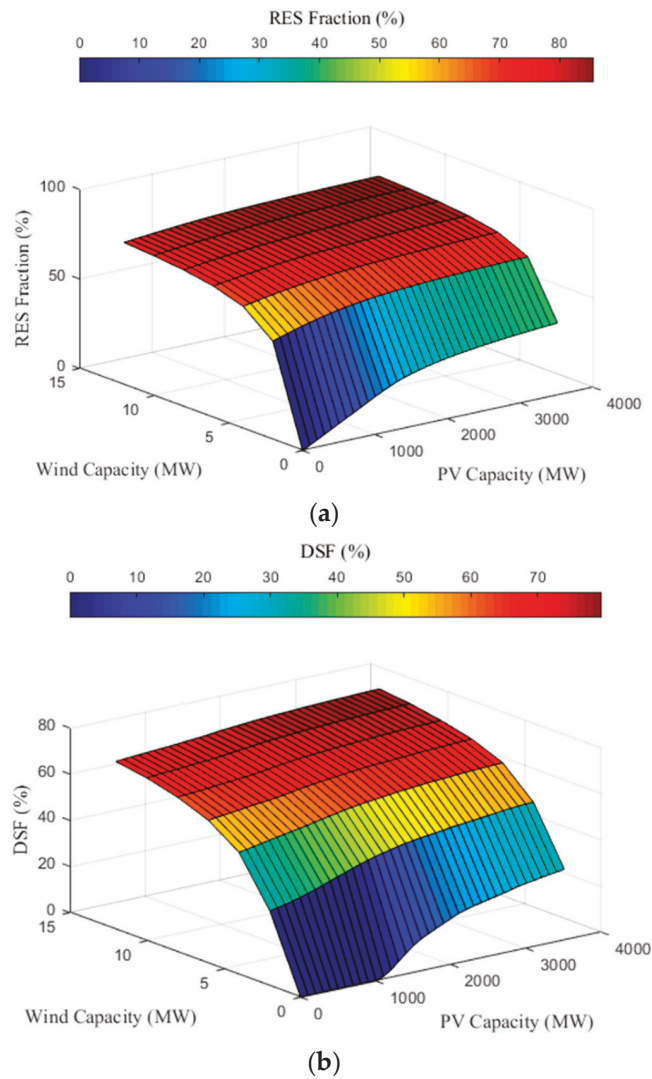 RES Fraction (%)
0 10 20 30 40 50 60 70 80
100
50
0
RES Fraction (%)
15
10
5
0
Wind Capacity (MW)
0
1000
2000
3000
4000
PV Capacity (MW)
(a)
DSF (%)
0 10 20 30 40 50 60 70
80
60
40
20
0
DSF (%)
15
10
5
0
Wind Capacity (MW)
0
1000
2000
3000
4000
PV Capacity (MW)
(b)